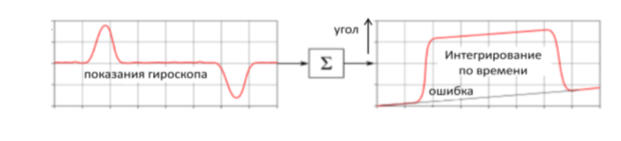 угол
показания гироскопа
Σ
Интегрирование
по времени
ошибка